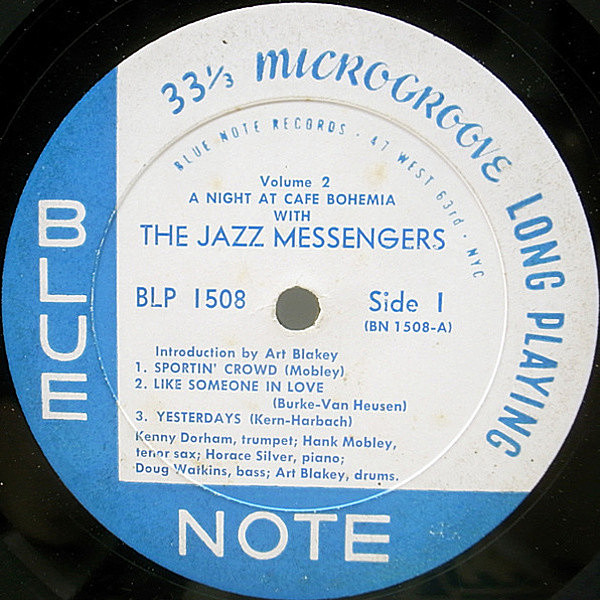 33⅓ MICROGROOVE LONG PLAYING
BLUE NOTE RECORDS · 47 WEST 63rd · NYC
Volume 2
A NIGHT AT CAFE BOHEMIA
WITH
THE JAZZ MESSENGERS
BLP 1508
Side 1
(BN 1508-A)
Introduction by Art Blakey
1. SPORTIN' CROWD (Mobley)
2. LIKE SOMEONE IN LOVE
(Burke-Van Heusen)
3. YESTERDAYS (Kern-Harbach)
Kenny Dorham, trumpet; Hank Mobley,
tenor sax; Horace Silver, piano;
Doug Watkins, bass; Art Blakey, drums.
BLUE
NOTE